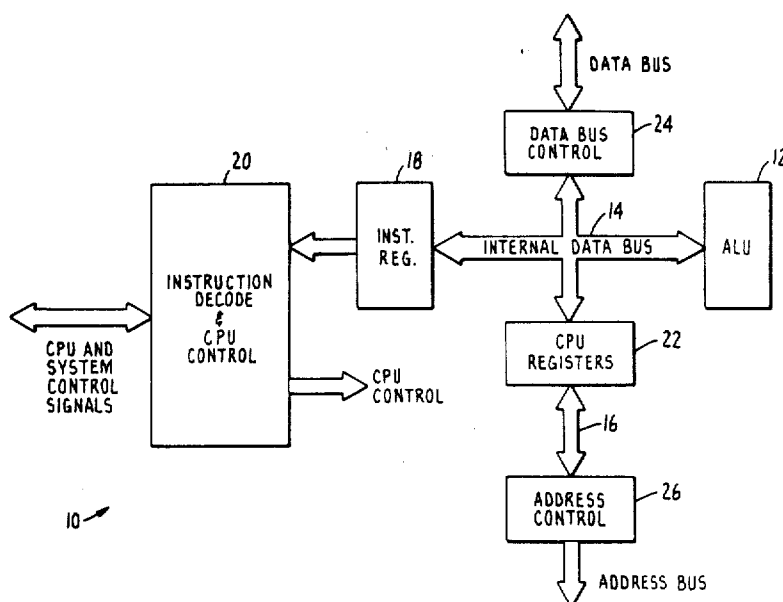 DATA BUS
DATA BUS
CONTROL
24
20
18
12
INST.
REG.
14
INTERNAL DATA BUS
ALU
INSTRUCTION
DECODE
&
CPU
CONTROL
CPU AND
SYSTEM
CONTROL
SIGNALS
CPU
CONTROL
CPU
REGISTERS
22
16
ADDRESS
CONTROL
26
10
ADDRESS BUS